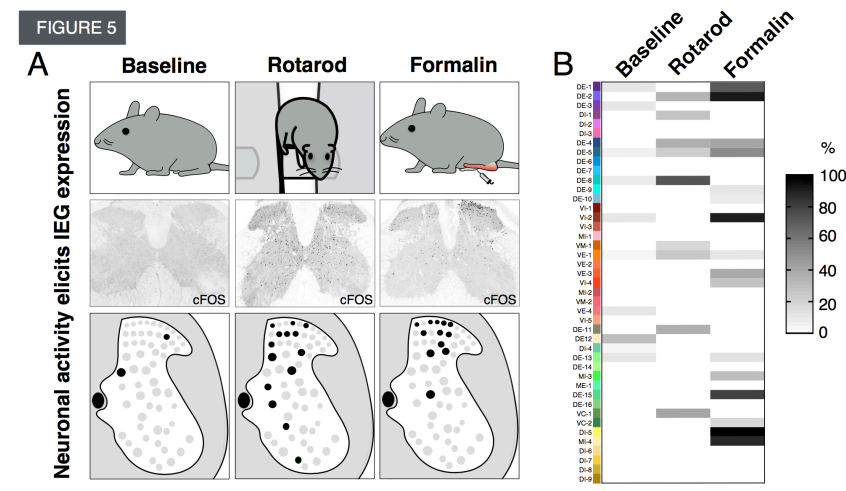 FIGURE 5
A
Baseline
Rotarod
Formalin
Neuronal activity elicits IEG expression
cFOS
cFOS
cFOS
B
Baseline
Rotarod
Formalin
DE-1
DE-2
DE-3
DI-1
DI-2
DI-3
DE-4
DE-5
DE-6
DE-7
DE-8
DE-9
DE-10
VI-1
VI-2
VI-3
MI-1
VM-1
VE-1
VE-2
VE-3
VI-4
MI-2
VM-2
VE-4
VI-5
DE-11
DE12
DI-4
DE-13
DE-14
MI-3
ME-1
DE-15
DE-16
VC-1
VC-2
DI-5
MI-4
DI-6
DI-7
DI-8
DI-9
%
100
80
60
40
20
0